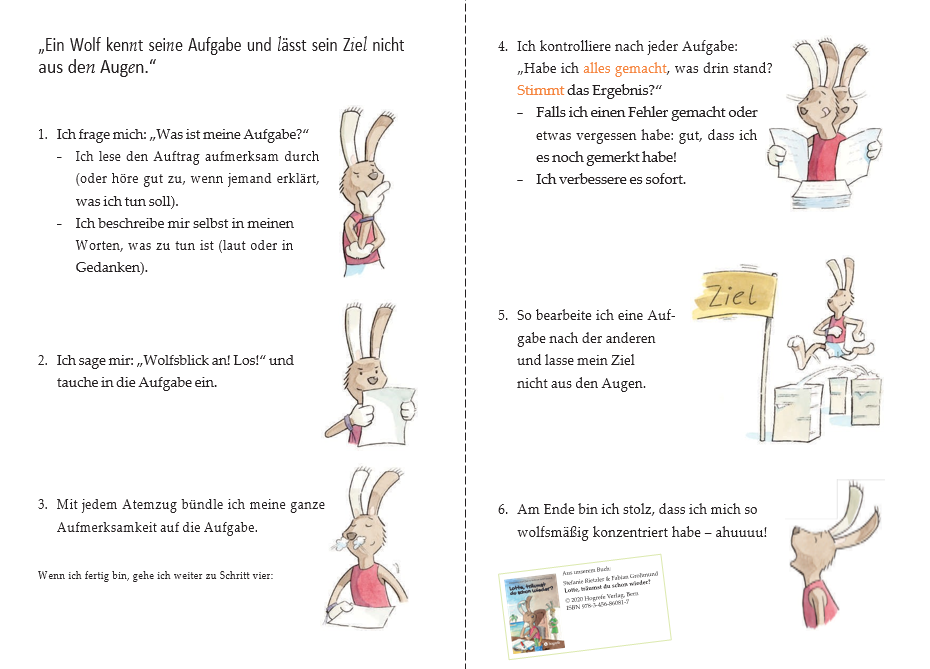 „Ein Wolf kennt seine Aufgabe und lässt sein Ziel nicht
aus den Augen.“
1. Ich frage mich: „Was ist meine Aufgabe?“
– Ich lese den Auftrag aufmerksam durch
(oder höre gut zu, wenn jemand erklärt,
was ich tun soll).
– Ich beschreibe mir selbst in meinen
Worten, was zu tun ist (laut oder in
Gedanken).
2. Ich sage mir: „Wolfsblick an! Los!“ und
tauche in die Aufgabe ein.
3. Mit jedem Atemzug bündle ich meine ganze
Aufmerksamkeit auf die Aufgabe.
Wenn ich fertig bin, gehe ich weiter zu Schritt vier:
4. Ich kontrolliere nach jeder Aufgabe:
„Habe ich alles gemacht, was drin stand?
Stimmt das Ergebnis?“
– Falls ich einen Fehler gemacht oder
etwas vergessen habe: gut, dass ich
es noch gemerkt habe!
– Ich verbessere es sofort.
Ziel
5. So bearbeite ich eine Auf-
gabe nach der anderen
und lasse mein Ziel
nicht aus den Augen.
6. Am Ende bin ich stolz, dass ich mich so
wolfsmäßig konzentriert habe – ahuuuu!
Aus unserem Buch:
Stefanie Rietzler & Fabian Grolimund
Lotte, träumst du schon wieder?
© 2020 Hogrefe Verlag, Bern
ISBN 978-3-456-86081-7
Lotte, träumst
du schon wieder?